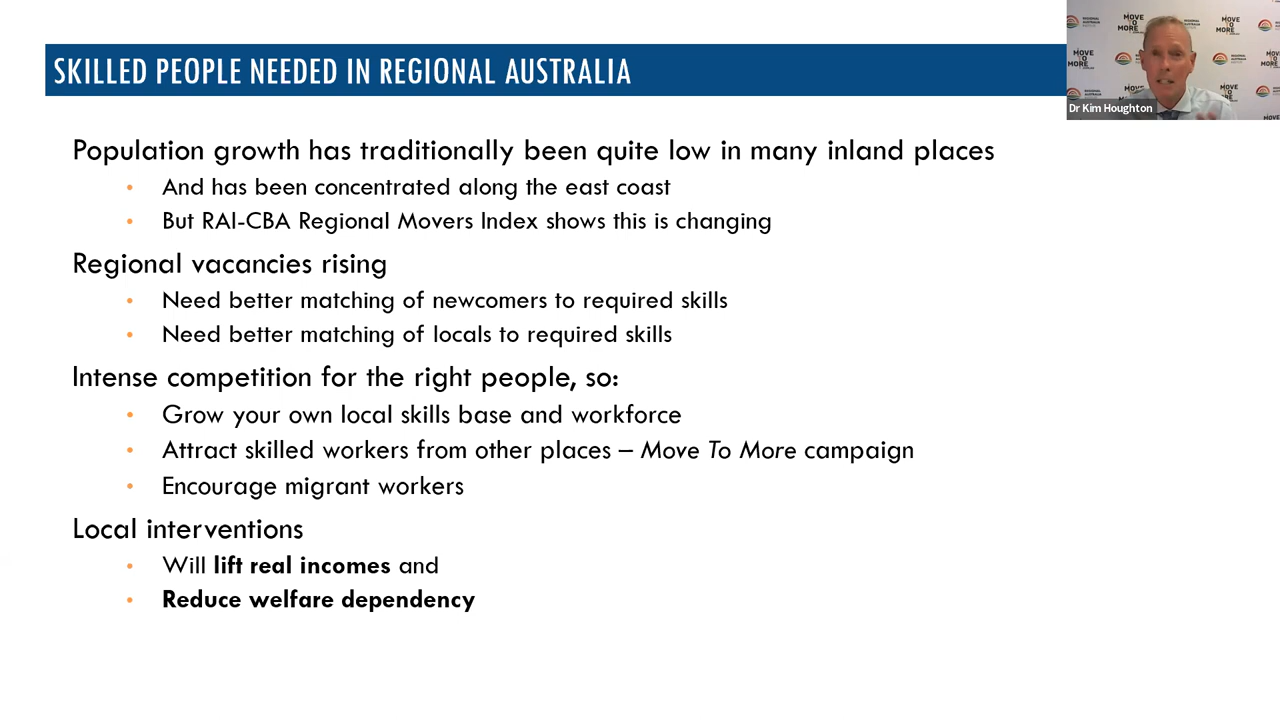 SKILLED PEOPLE NEEDED IN REGIONAL AUSTRALIA
Population growth has traditionally been quite low in many inland places
• And has been concentrated along the east coast
• But RAI-CBA Regional Movers Index shows this is changing
Regional vacancies rising
• Need better matching of newcomers to required skills
• Need better matching of locals to required skills
Intense competition for the right people, so:
• Grow your own local skills base and workforce
• Attract skilled workers from other places – Move To More campaign
• Encourage migrant workers
Local interventions
• Will lift real incomes and
• Reduce welfare dependency
MOVE TO MORE
REGIONAL AUSTRALIA
Dr Kim Houghton